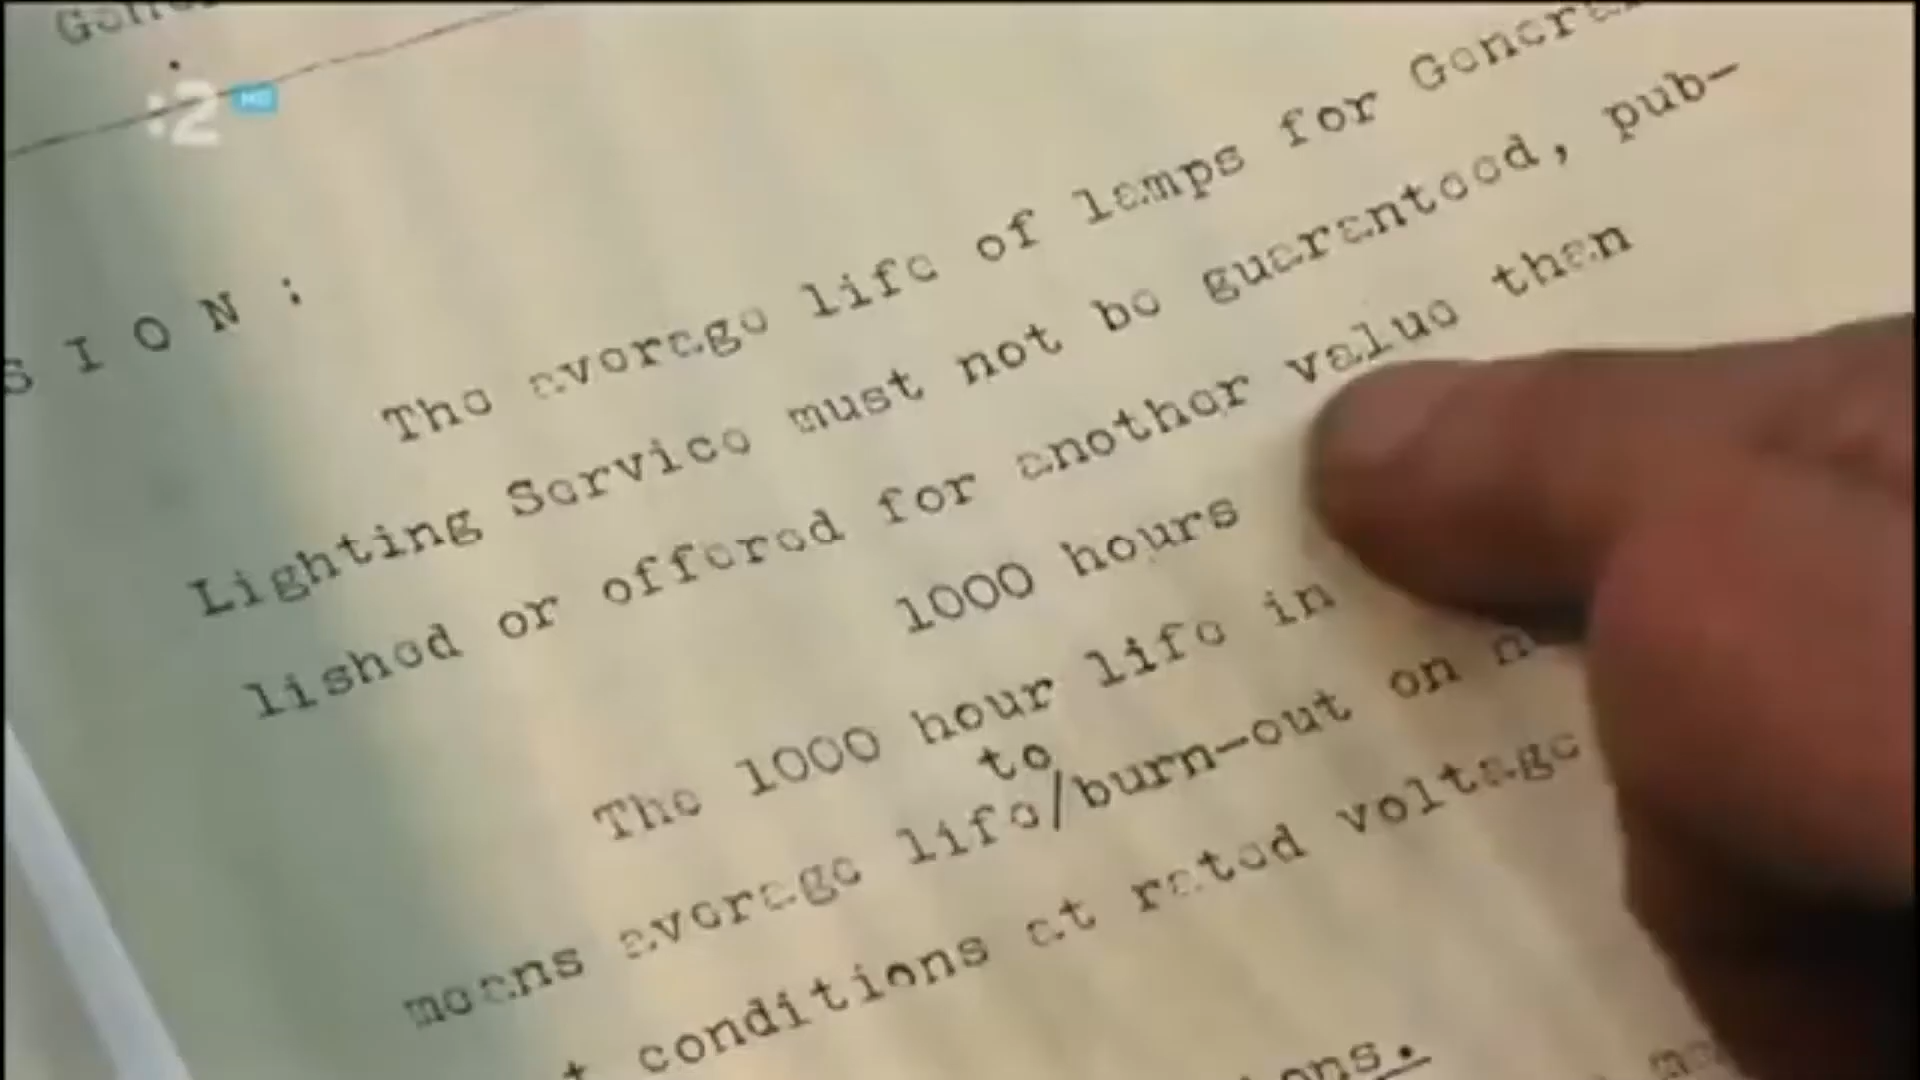 :2 HD
S I O N :
The average life of lamps for General
Lighting Service must not be guaranteed, pub-
lished or offered for another value than
1000 hours
The 1000 hour life in
to
means average life/burn-out on
conditions at rated voltage